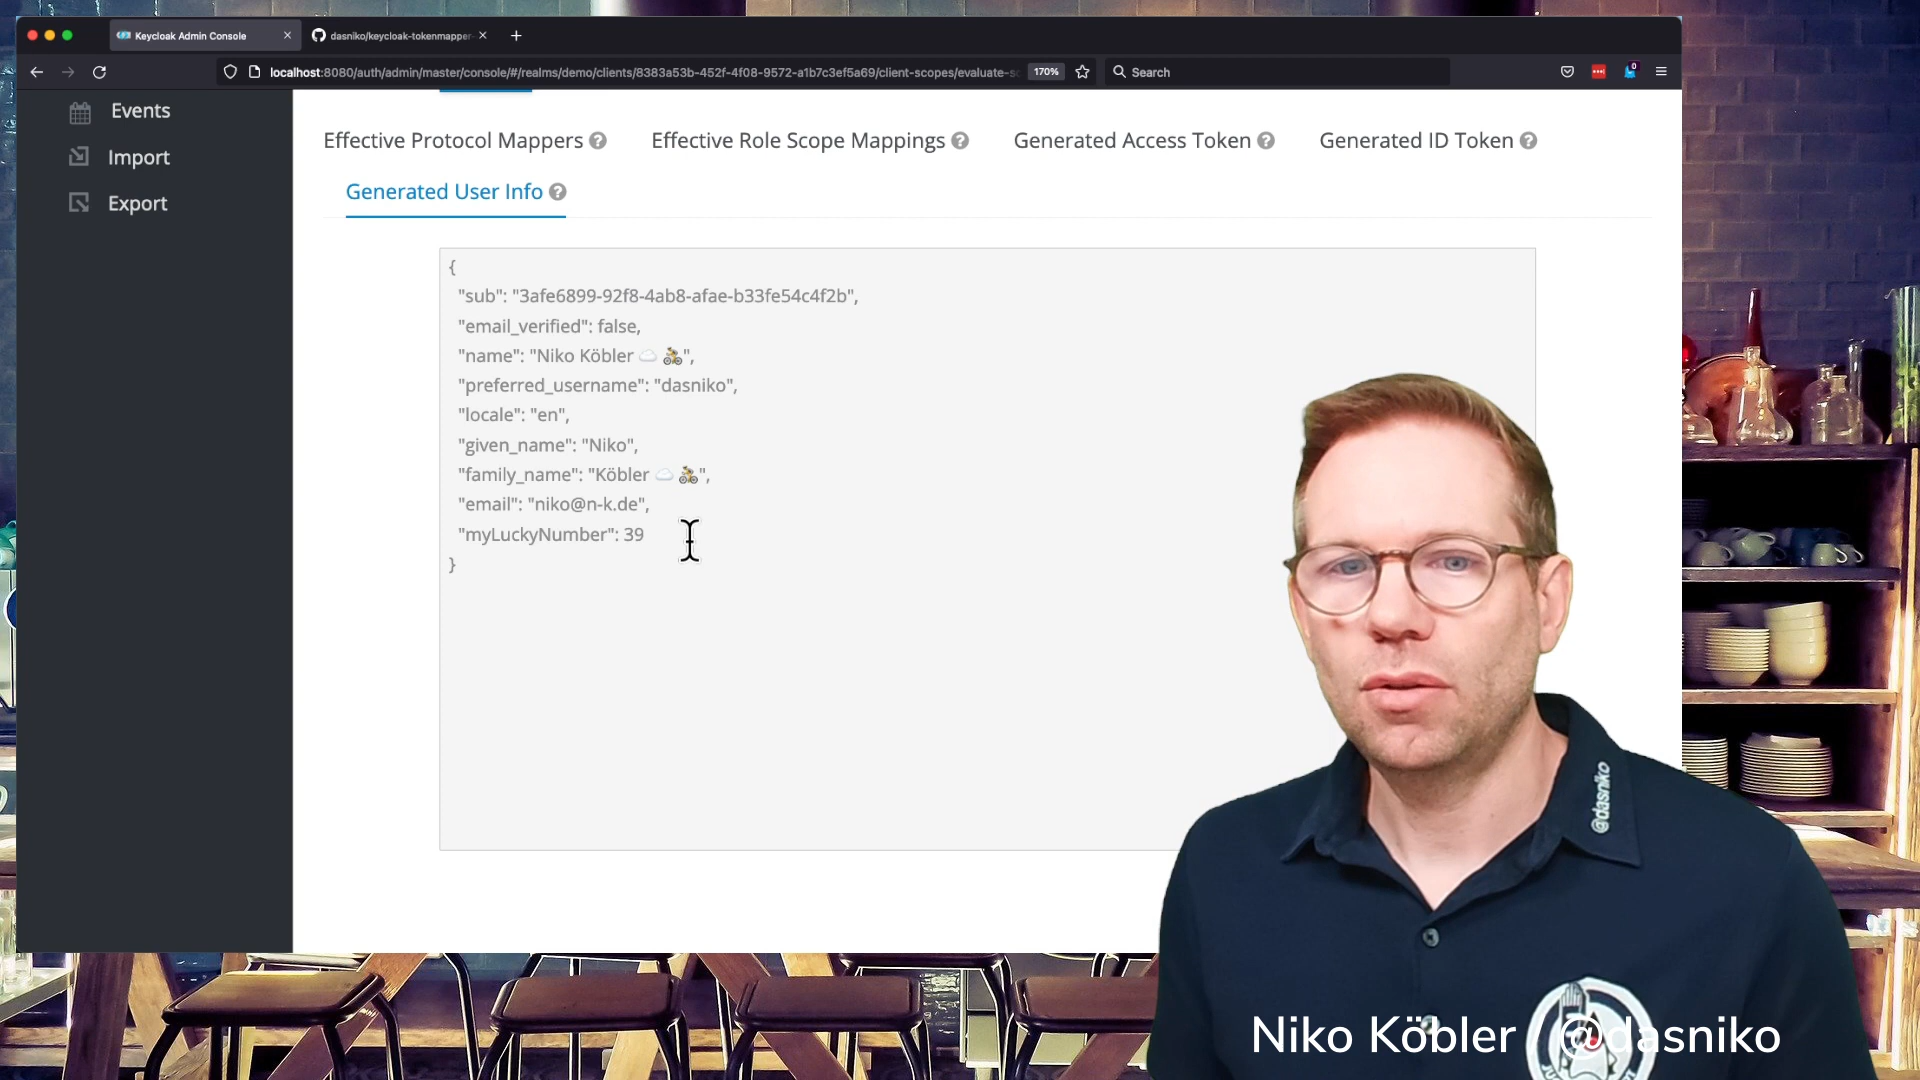 Keycloak Admin Console
dasniko/keycloak-tokenmapper-
localhost:8080/auth/admin/master/console/#/realms/demo/clients/8383a53b-452f-4f08-9572-a1b7c3ef5a69/client-scopes/evaluate-s
170%
Search
0
Events
Import
Export
Effective Protocol Mappers
Effective Role Scope Mappings
Generated Access Token
Generated ID Token
Generated User Info
{
"sub": "3afe6899-92f8-4ab8-afae-b33fe54c4f2b",
"email_verified": false,
"name": "Niko Köbler ☁️ 🚴",
"preferred_username": "dasniko",
"locale": "en",
"given_name": "Niko",
"family_name": "Köbler ☁️ 🚴",
"email": "niko@n-k.de",
"myLuckyNumber": 39
}
@dasniko
Niko Köbler / @dasniko